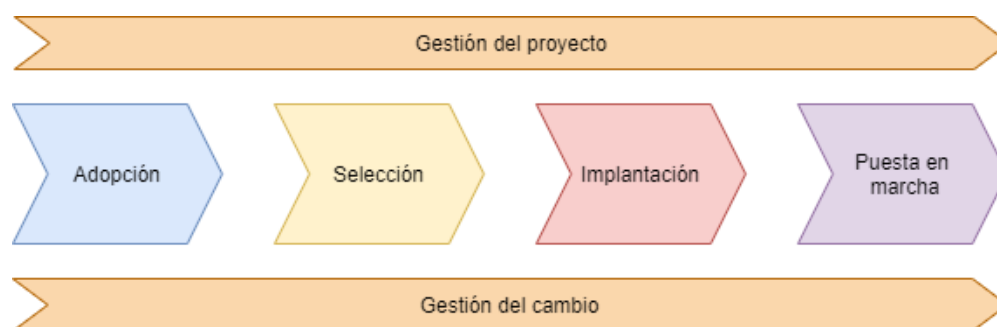 Gestión del proyecto
Adopción
Selección
Implantación
Puesta en
marcha
Gestión del cambio